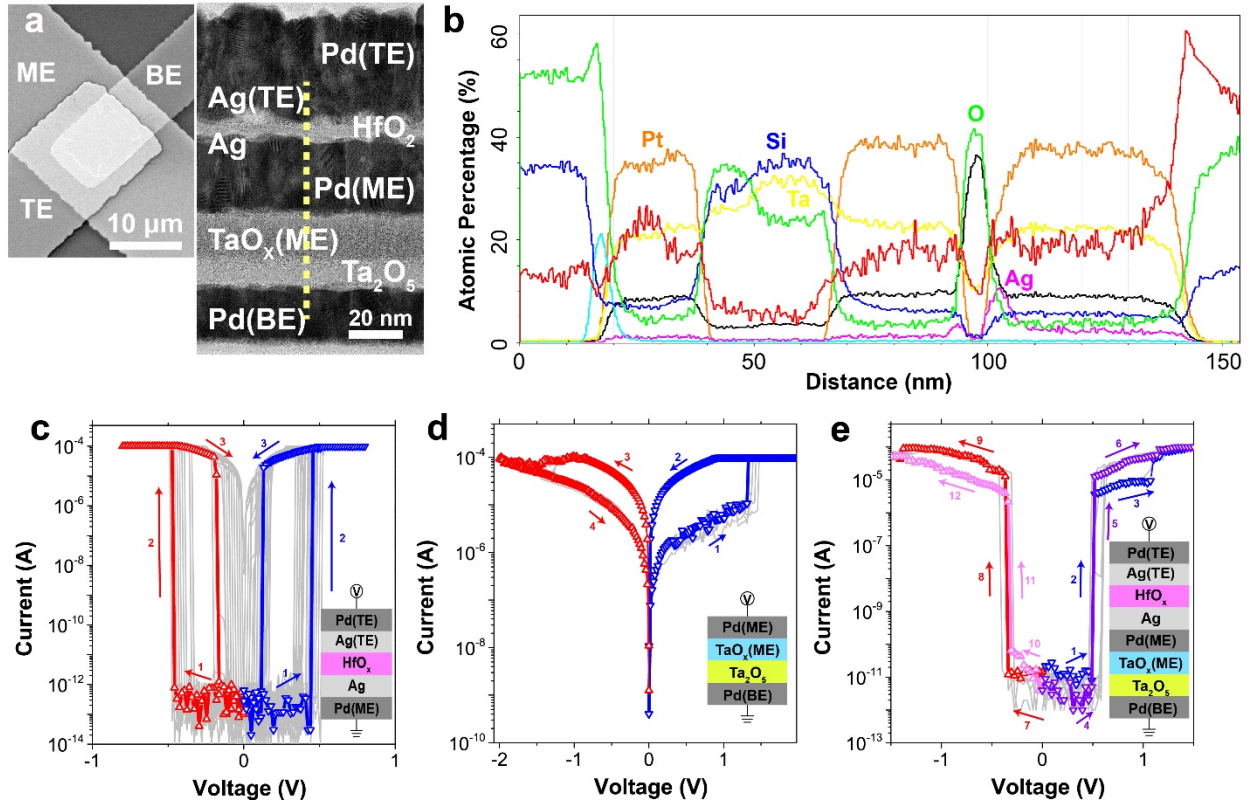 a
ME
BE
TE
10 µm
Pd(TE)
Ag(TE)
HfO2
Ag
Pd(ME)
TaOx(ME)
Ta2O5
Pd(BE)
20 nm
b
60
40
20
0
Atomic Percentage (%)
Pt
Si
Ta
O
Ag
0
50
100
150
Distance (nm)
c
10-4
10-6
10-8
10-10
10-12
10-14
Current (A)
3
3
2
2
1
1
V
Pd(TE)
Ag(TE)
HfOx
Ag
Pd(ME)
-1
0
1
Voltage (V)
d
10-4
10-6
10-8
10-10
Current (A)
3
2
4
1
V
Pd(ME)
TaOx(ME)
Ta2O5
Pd(BE)
-2
-1
0
1
2
Voltage (V)
e
10-5
10-7
10-9
10-11
10-13
Current (A)
9
6
12
3
5
8
11
2
10
1
7
4
V
Pd(TE)
Ag(TE)
HfOx
Ag
Pd(ME)
TaOx(ME)
Ta2O5
Pd(BE)
-1
0
1
Voltage (V)